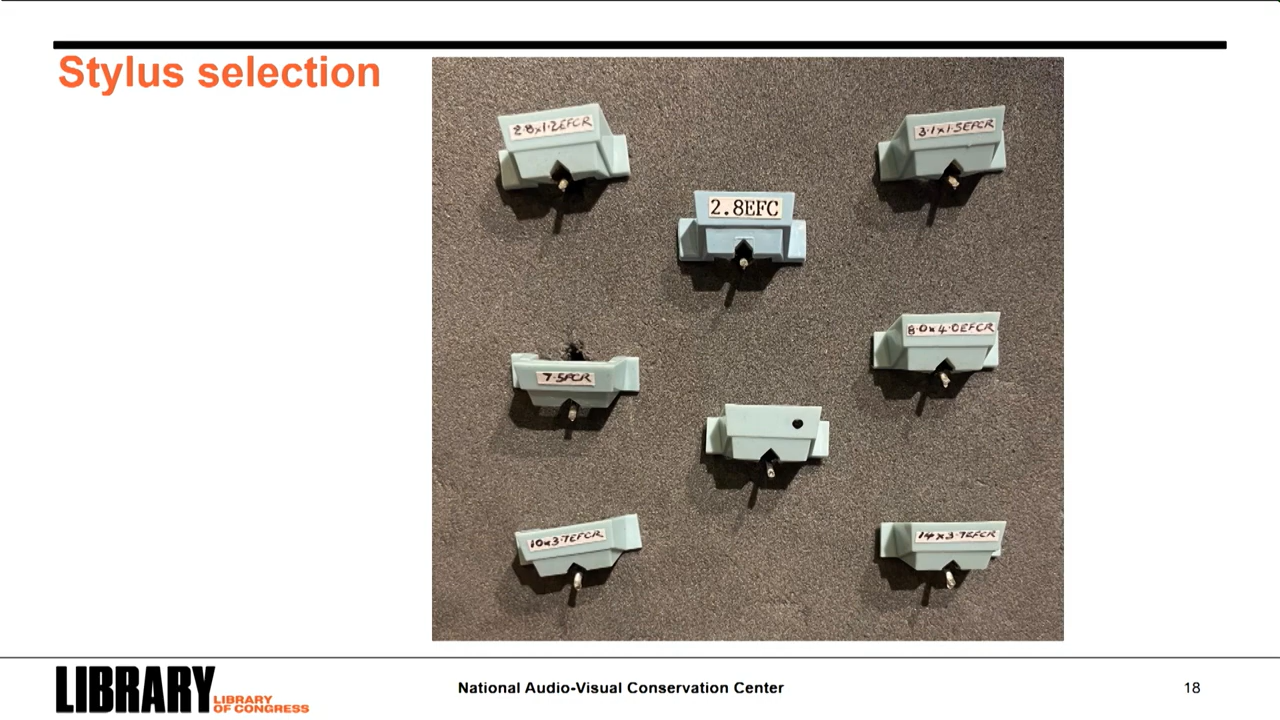 Stylus selection
2.8x1.2EFCR
3.1x1.5EFCR
2.8EFC
8.0x4.0EFCR
7.5FCR
10x3.7EFCR
14x3.7EFCR
LIBRARY
LIBRARY
OF CONGRESS
National Audio-Visual Conservation Center
18